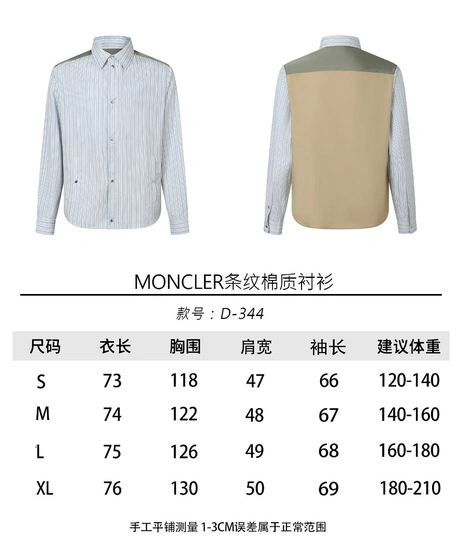 MONCLER条纹棉质衬衫
款号：D-344
尺码 衣长 胸围 肩宽 袖长 建议体重
S 73 118 47 66 120-140
M 74 122 48 67 140-160
L 75 126 49 68 160-180
XL 76 130 50 69 180-210
手工平铺测量 1-3CM误差属于正常范围